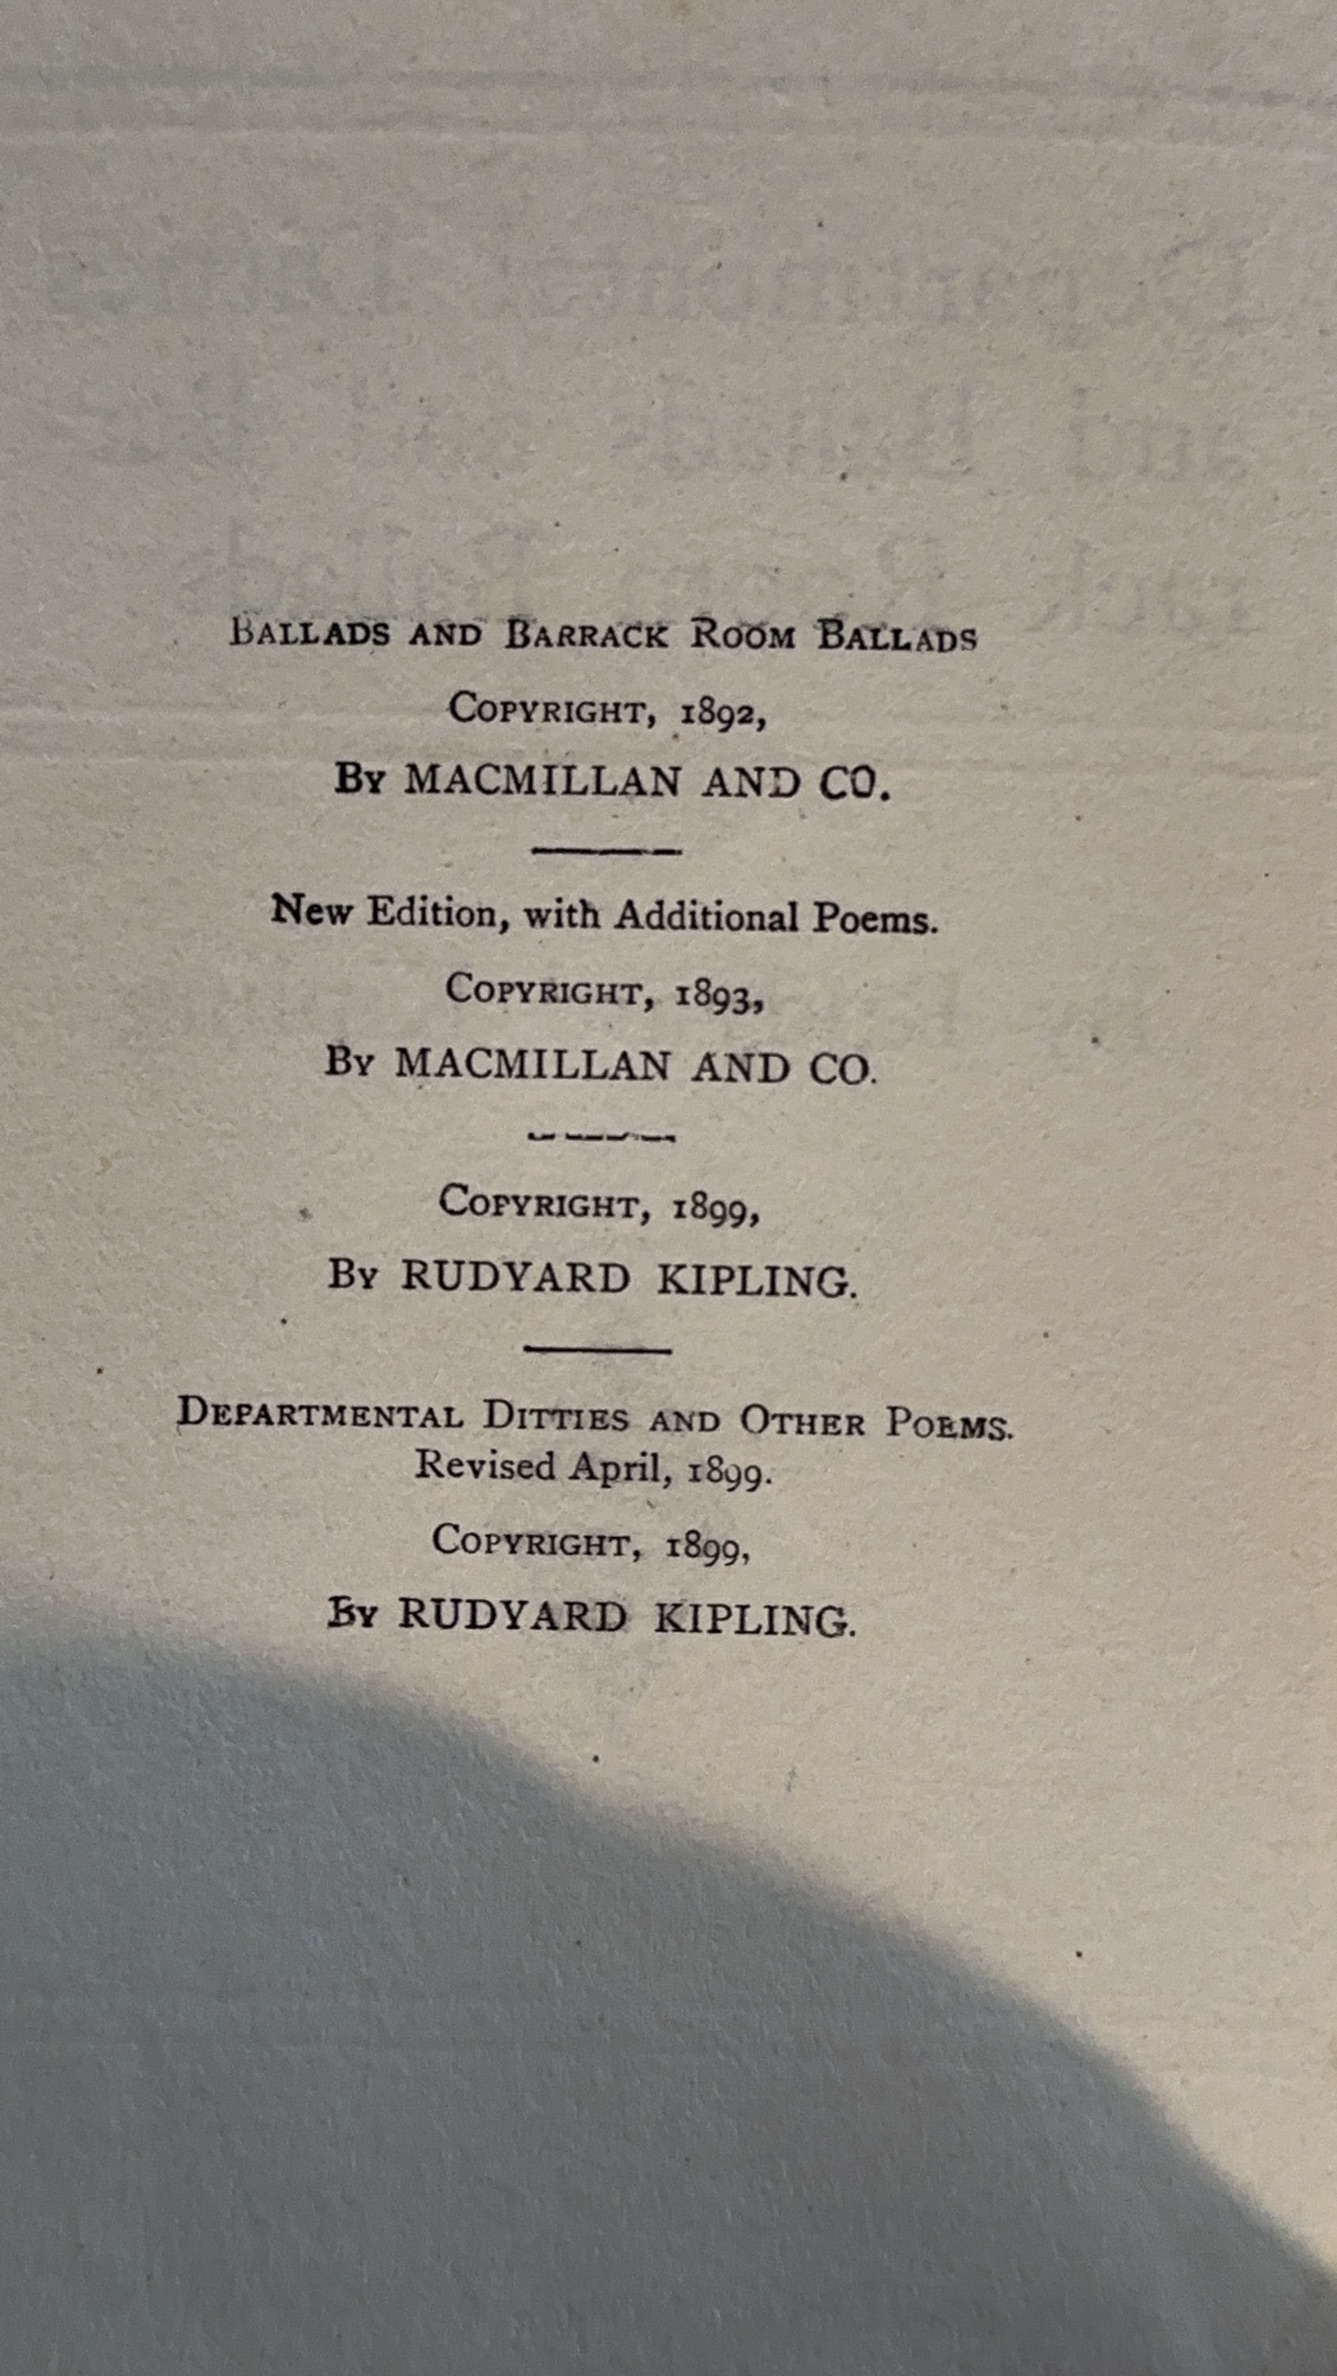 BALLADS AND BARRACK ROOM BALLADS
COPYRIGHT, 1892,
BY MACMILLAN AND CO.
New Edition, with Additional Poems.
COPYRIGHT, 1893,
BY MACMILLAN AND CO.
COPYRIGHT, 1899,
BY RUDYARD KIPLING.
DEPARTMENTAL DITTIES AND OTHER POEMS.
Revised April, 1899.
COPYRIGHT, 1899,
BY RUDYARD KIPLING.